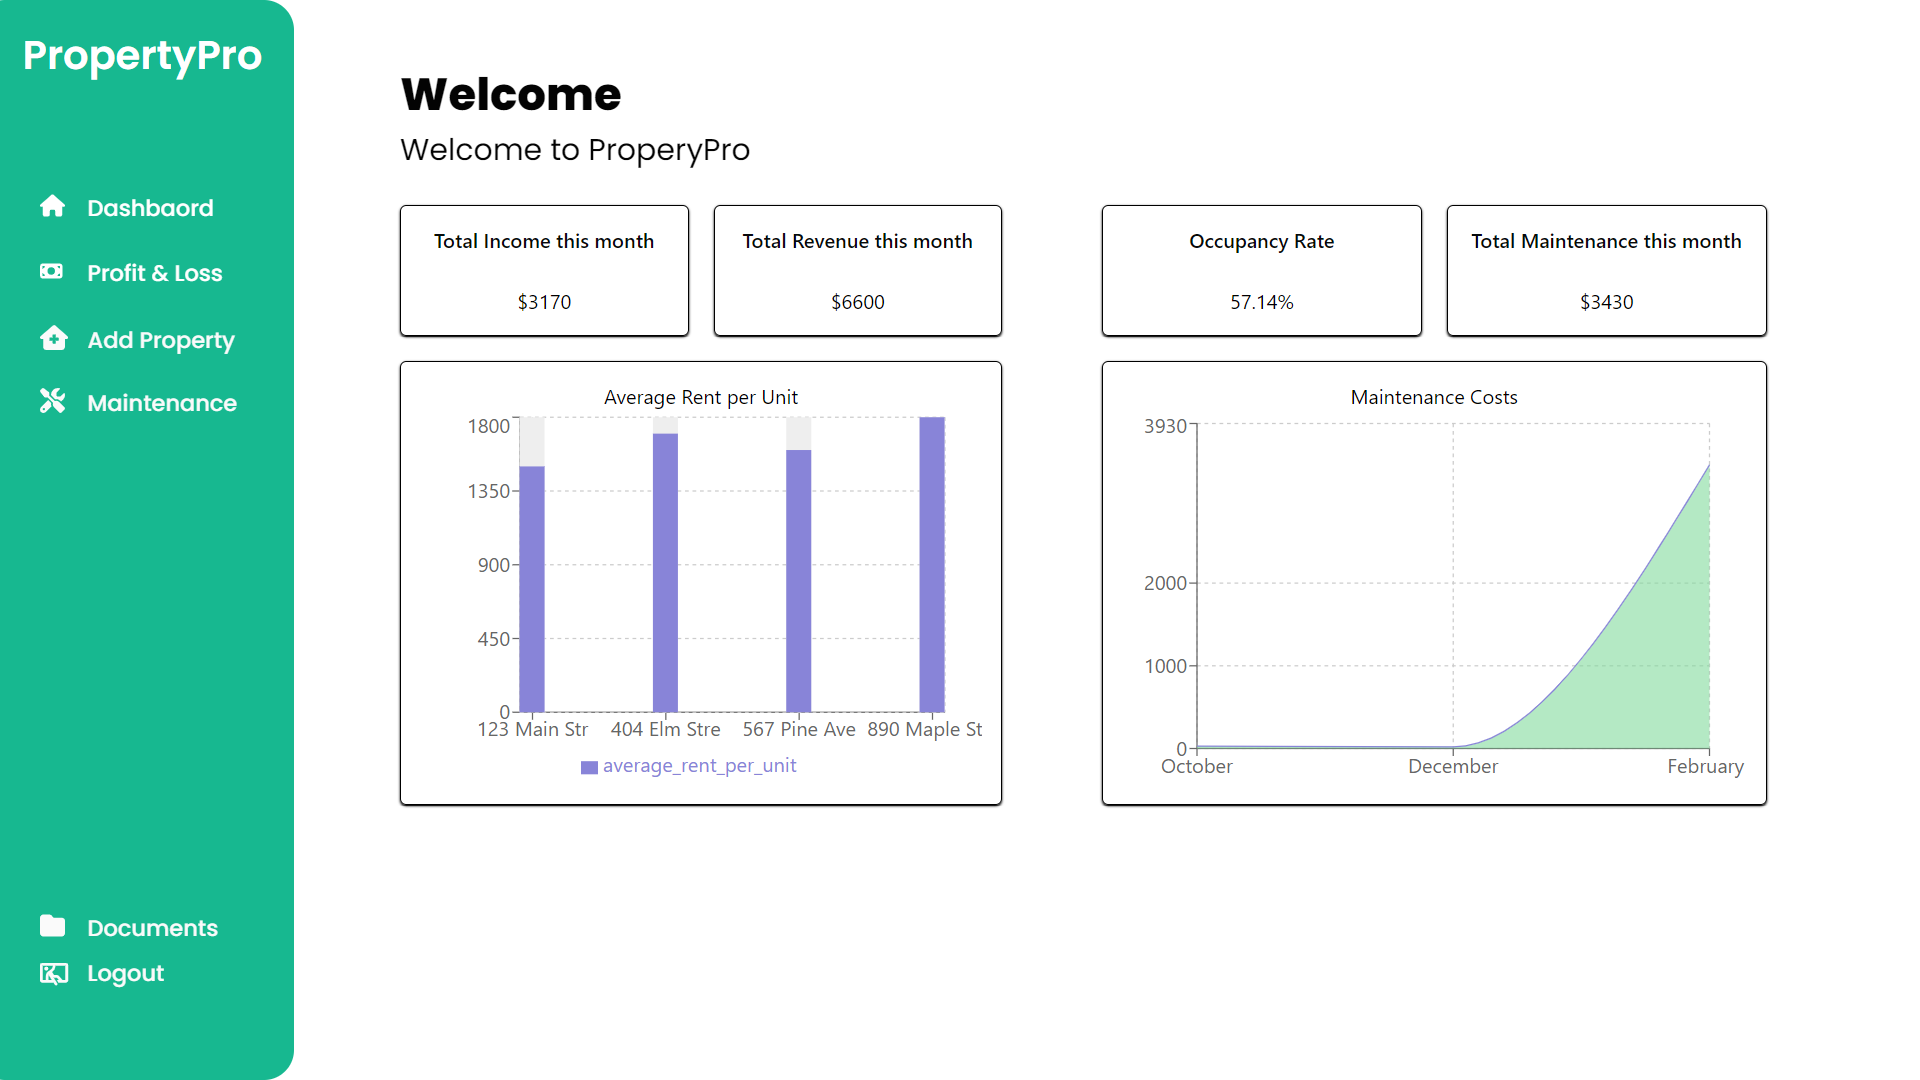 PropertyPro
Dashbaord
Profit & Loss
Add Property
Maintenance
Documents
Logout
Welcome
Welcome to ProperyPro
Total Income this month
$3170
Total Revenue this month
$6600
Occupancy Rate
57.14%
Total Maintenance this month
$3430
Average Rent per Unit
1800
1350
900
450
0
123 Main Str 404 Elm Stre 567 Pine Ave 890 Maple St
average_rent_per_unit
Maintenance Costs
3930
2000
1000
0
October December February